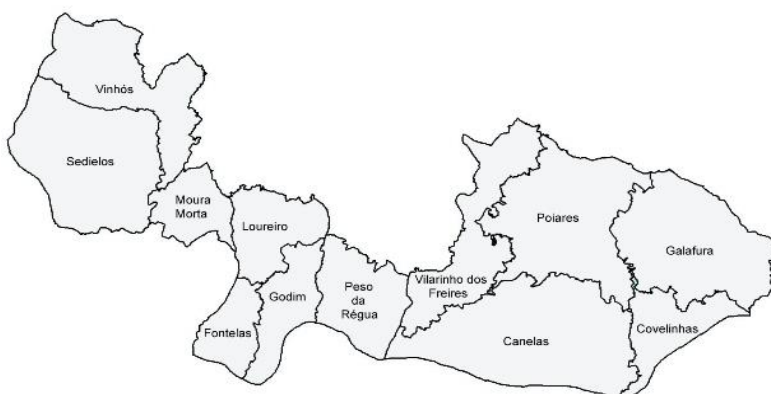 Vinhós
Sedielos
Moura
Morta
Loureiro
Poiares
Galafura
Vilarinho dos
Freires
Peso
da
Régua
Godim
Fontelas
Canelas
Covelinhas